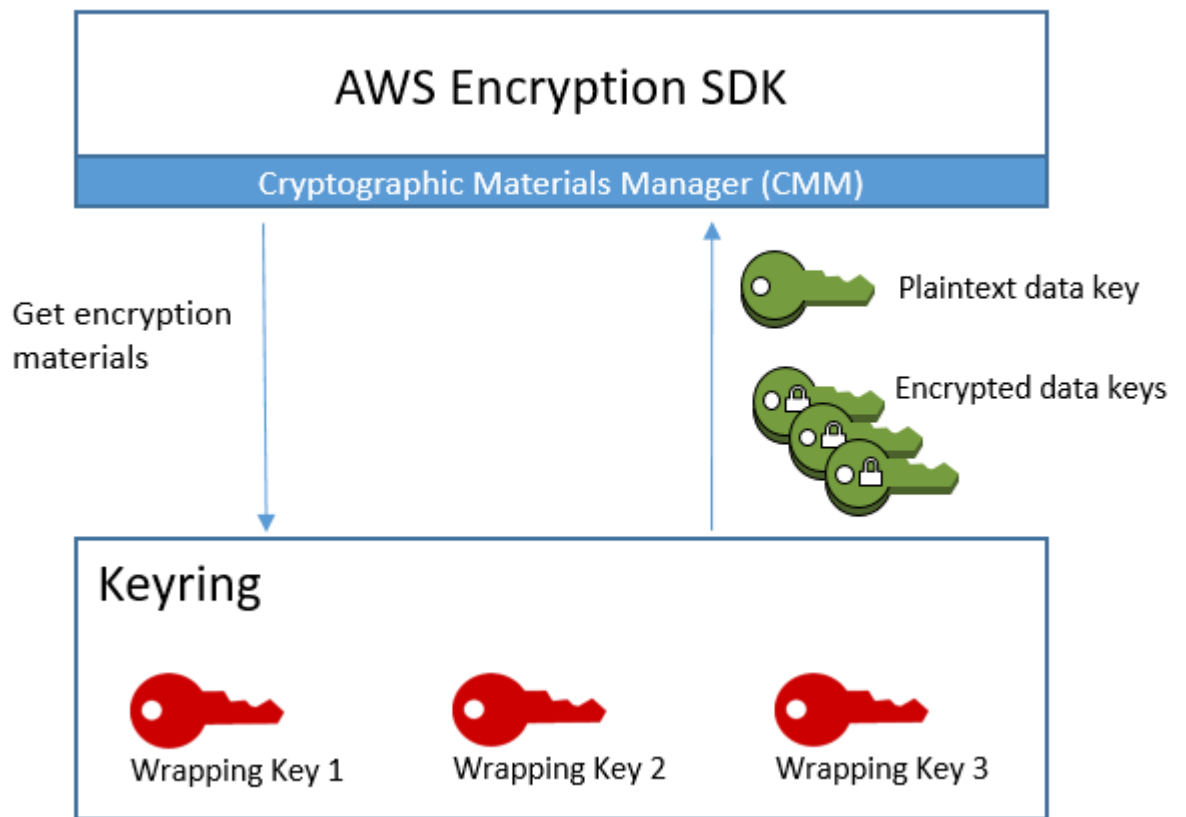 AWS Encryption SDK
Cryptographic Materials Manager (CMM)
Get encryption
materials
Plaintext data key
Encrypted data keys
Keyring
Wrapping Key 1
Wrapping Key 2
Wrapping Key 3